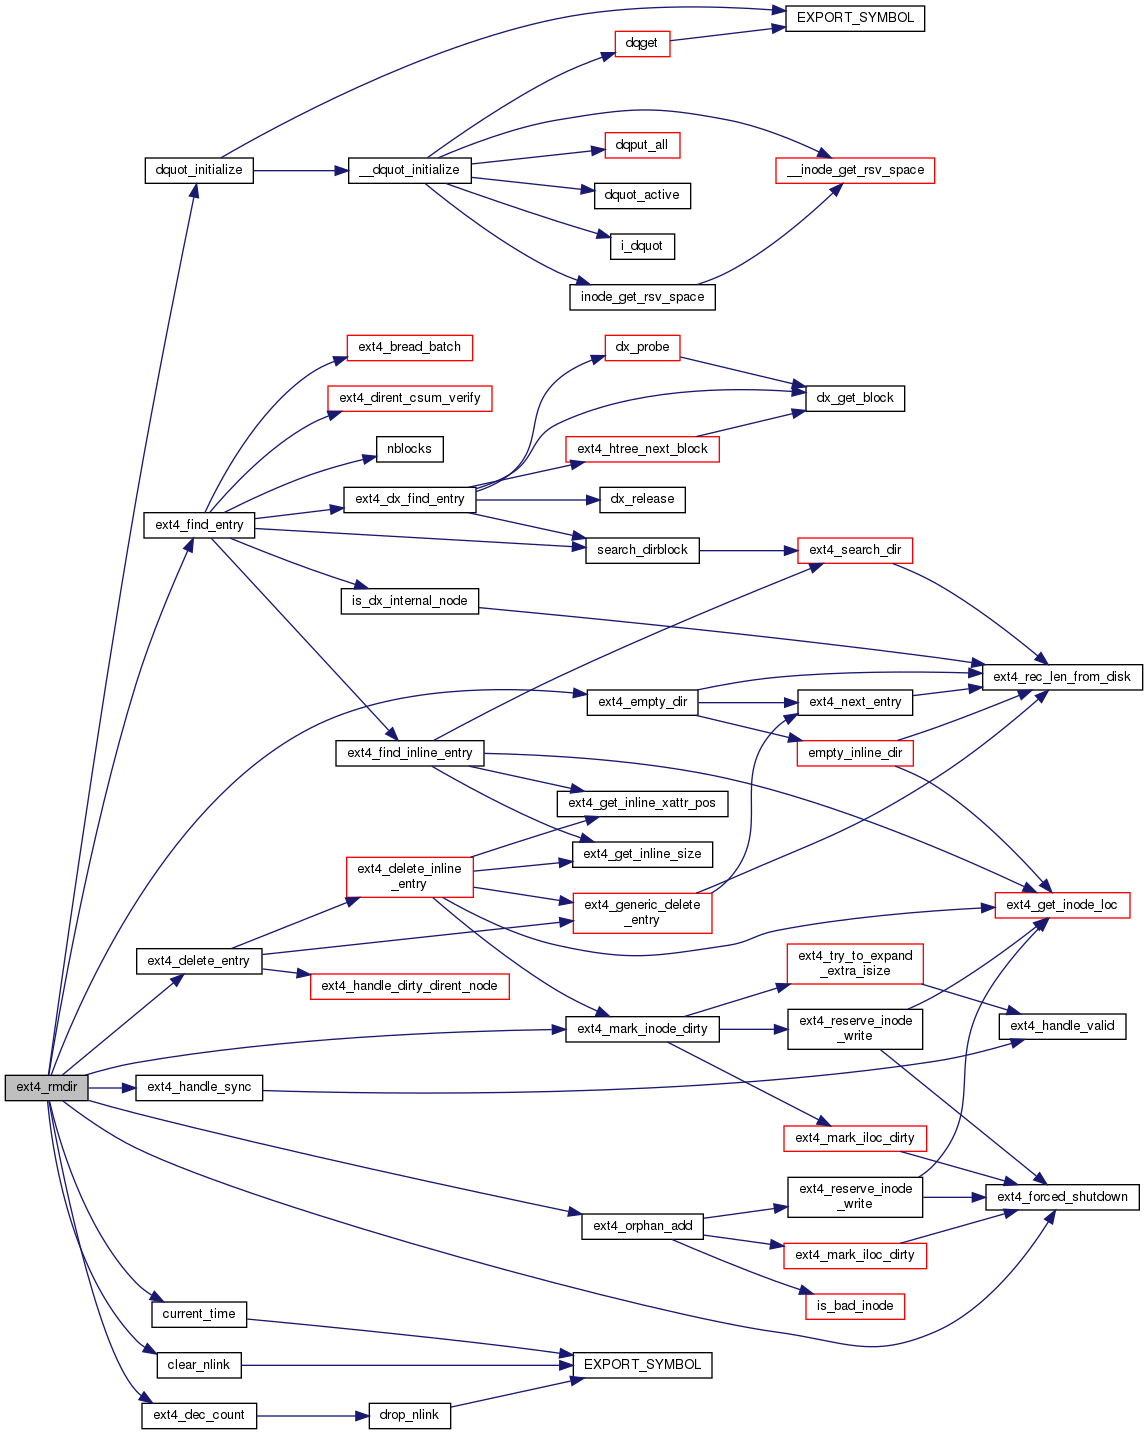 EXPORT_SYMBOL
dqget
dqput_all
dquot_initialize
__dquot_initialize
__inode_get_rsv_space
dquot_active
i_dquot
inode_get_rsv_space
ext4_bread_batch
dx_probe
ext4_dirent_csum_verify
dx_get_block
nblocks
ext4_htree_next_block
ext4_dx_find_entry
dx_release
ext4_find_entry
search_dirblock
ext4_search_dir
is_dx_internal_node
ext4_rec_len_from_disk
ext4_empty_dir
ext4_next_entry
ext4_find_inline_entry
empty_inline_dir
ext4_get_inline_xattr_pos
ext4_get_inline_size
ext4_delete_inline
_entry
ext4_generic_delete
_entry
ext4_get_inode_loc
ext4_delete_entry
ext4_try_to_expand
_extra_isize
ext4_handle_dirty_dirent_node
ext4_mark_inode_dirty
ext4_reserve_inode
_write
ext4_handle_valid
ext4_rmdir
ext4_handle_sync
ext4_mark_iloc_dirty
ext4_reserve_inode
_write
ext4_forced_shutdown
ext4_orphan_add
ext4_mark_iloc_dirty
is_bad_inode
current_time
clear_nlink
EXPORT_SYMBOL
ext4_dec_count
drop_nlink